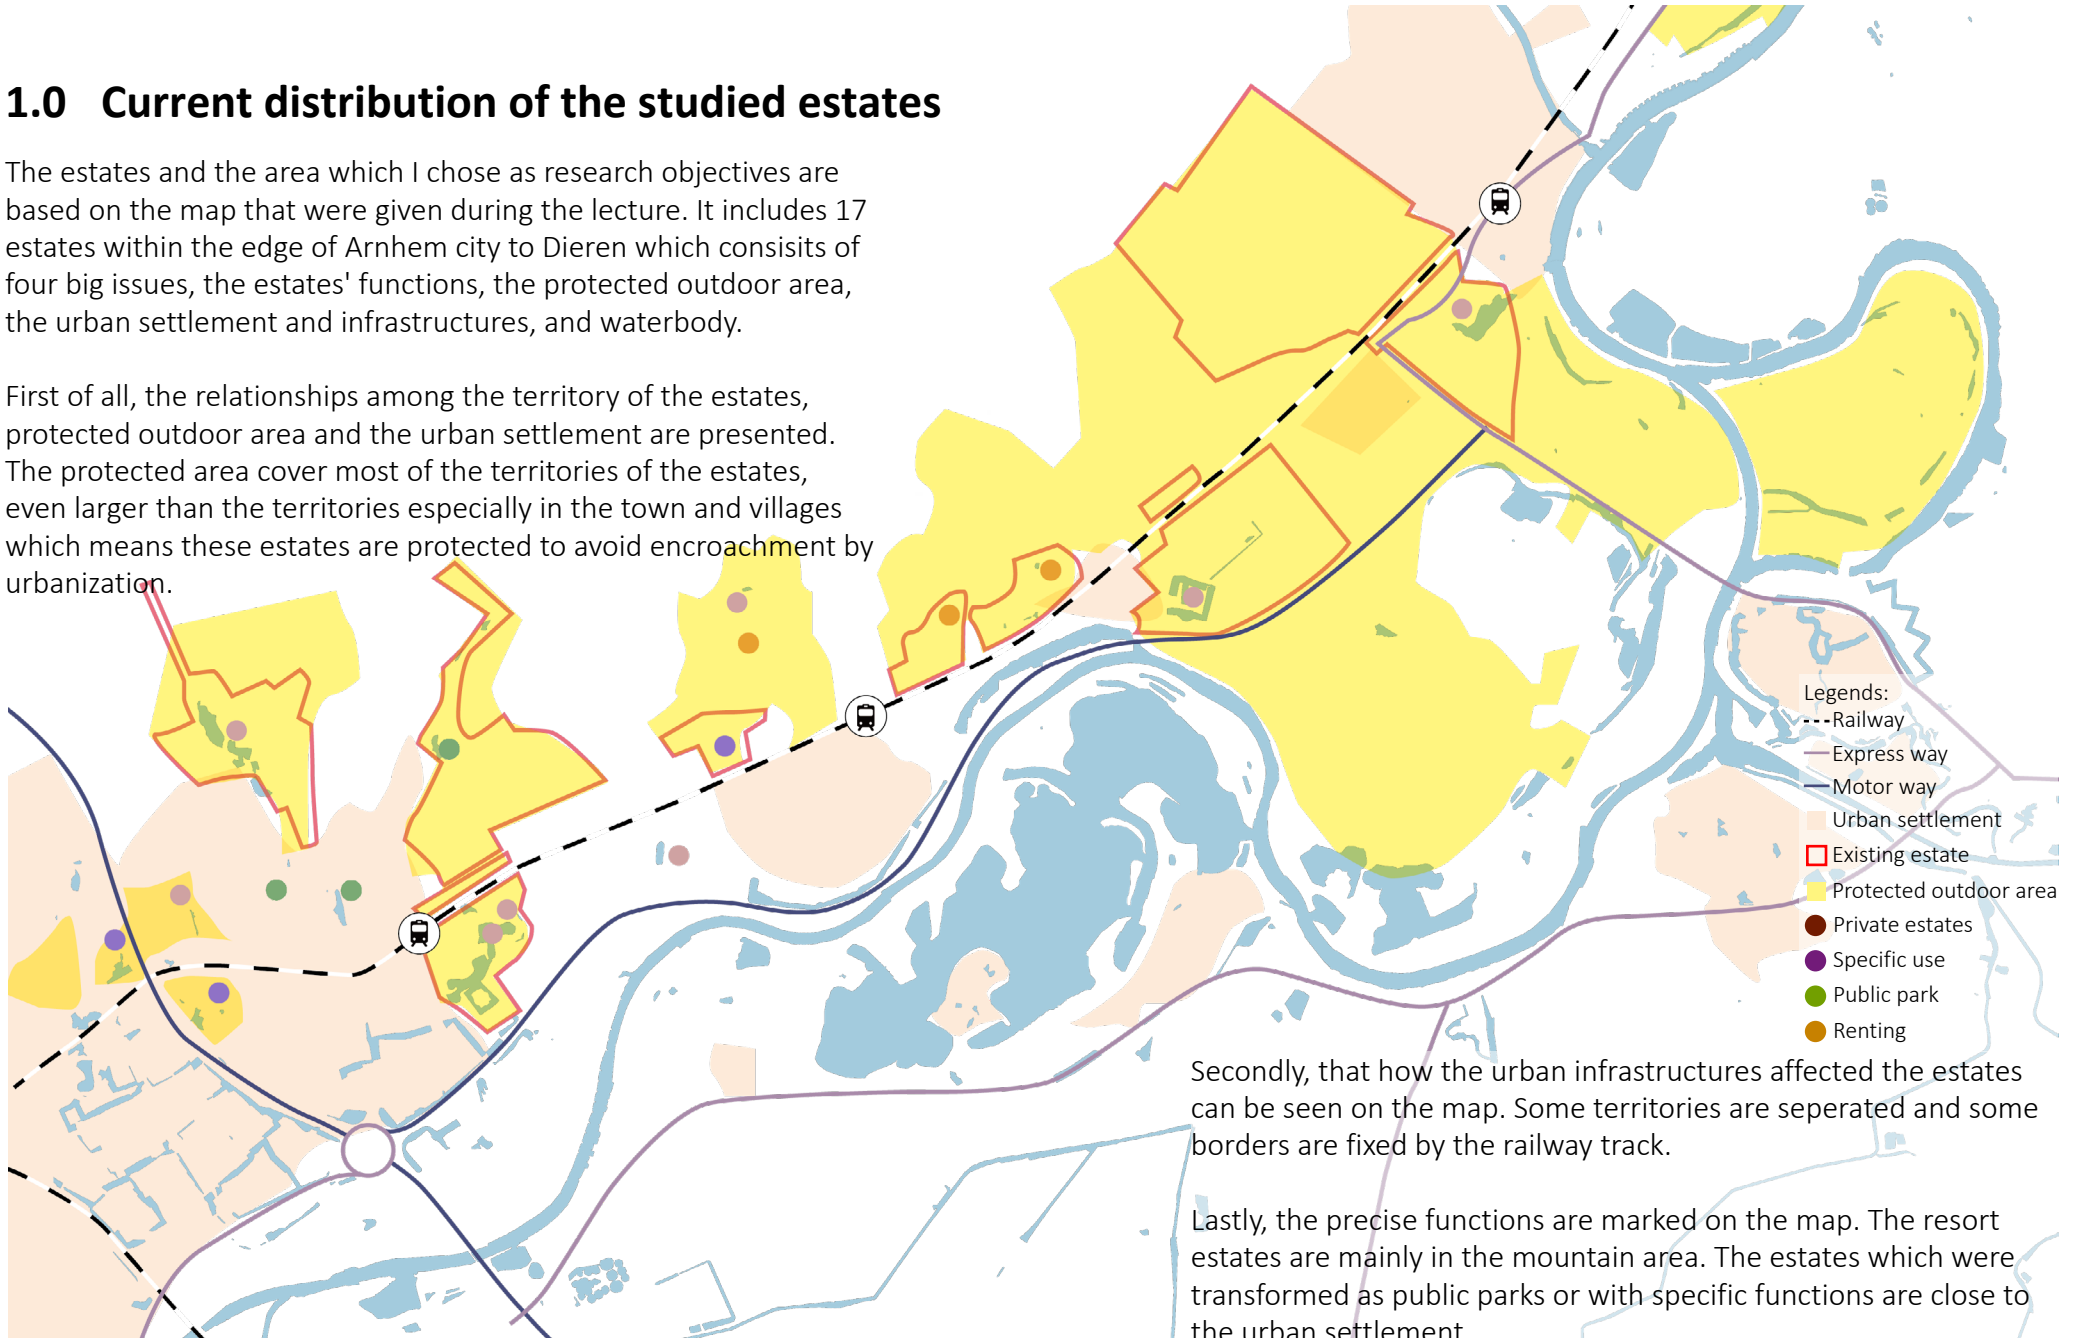 1.0 Current distribution of the studied estates
The estates and the area which I chose as research objectives are
based on the map that were given during the lecture. It includes 17
estates within the edge of Arnhem city to Dieren which consisits of
four big issues, the estates' functions, the protected outdoor area,
the urban settlement and infrastructures, and waterbody.
First of all, the relationships among the territory of the estates,
protected outdoor area and the urban settlement are presented.
The protected area cover most of the territories of the estates,
even larger than the territories especially in the town and villages
which means these estates are protected to avoid encroachment by
urbanization.
Legends:
Railway
Express way
Motor way
Urban settlement
Existing estate
Protected outdoor area
Private estates
Specific use
Public park
Renting
Secondly, that how the urban infrastructures affected the estates
can be seen on the map. Some territories are seperated and some
borders are fixed by the railway track.
Lastly, the precise functions are marked on the map. The resort
estates are mainly in the mountain area. The estates which were
transformed as public parks or with specific functions are close to
the urban settlement